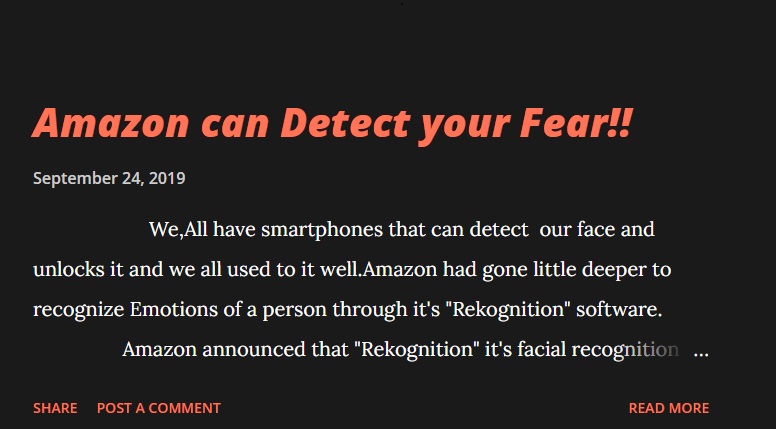 Amazon can Detect your Fear!!
September 24, 2019
We,All have smartphones that can detect  our face and
unlocks it and we all used to it well.Amazon had gone little deeper to
recognize Emotions of a person through it's "Rekognition" software.
Amazon announced that "Rekognition" it's facial recognition ...
SHARE POST A COMMENT READ MORE